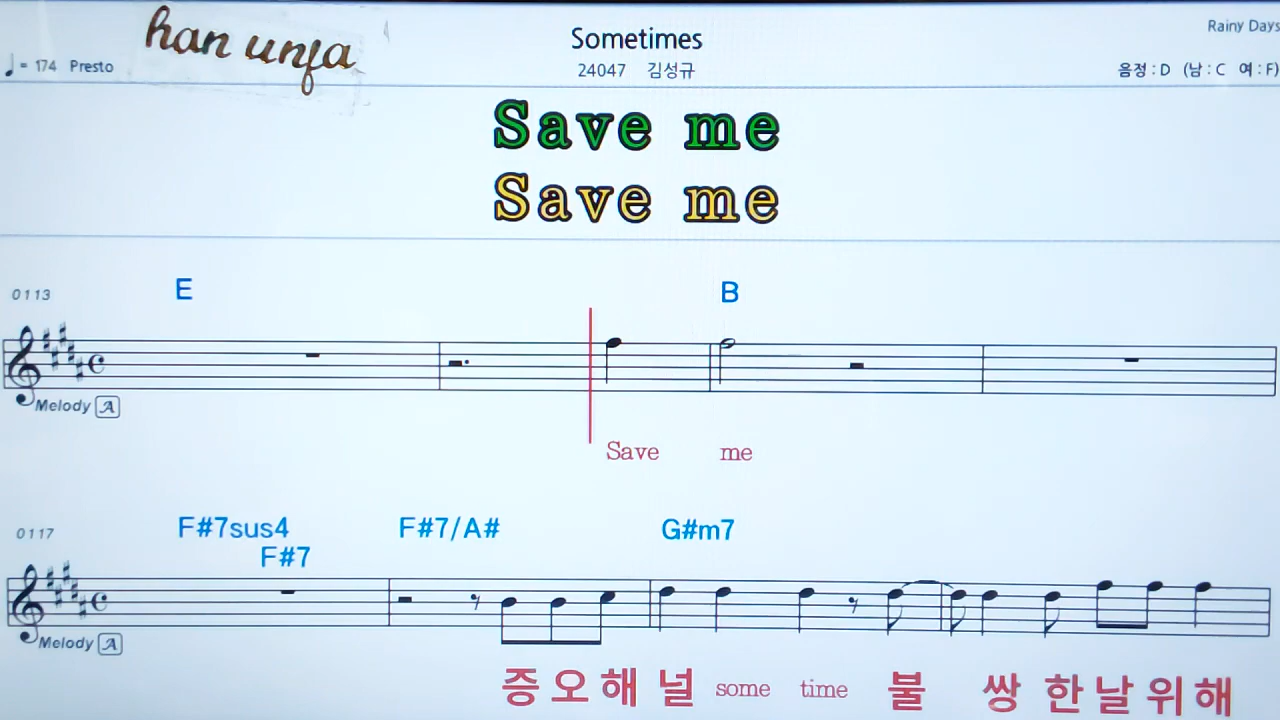 han unfa
Sometimes
Rainy Days
♩= 174 Presto
24047 김성규
음정 : D (남 : C 여 : F)
Save me
Save me
0113
E
B
Melody A
Save me
0117
F#7sus4
F#7
F#7/A#
G#m7
Melody A
증오해 널 some time 불 쌍 한날위해